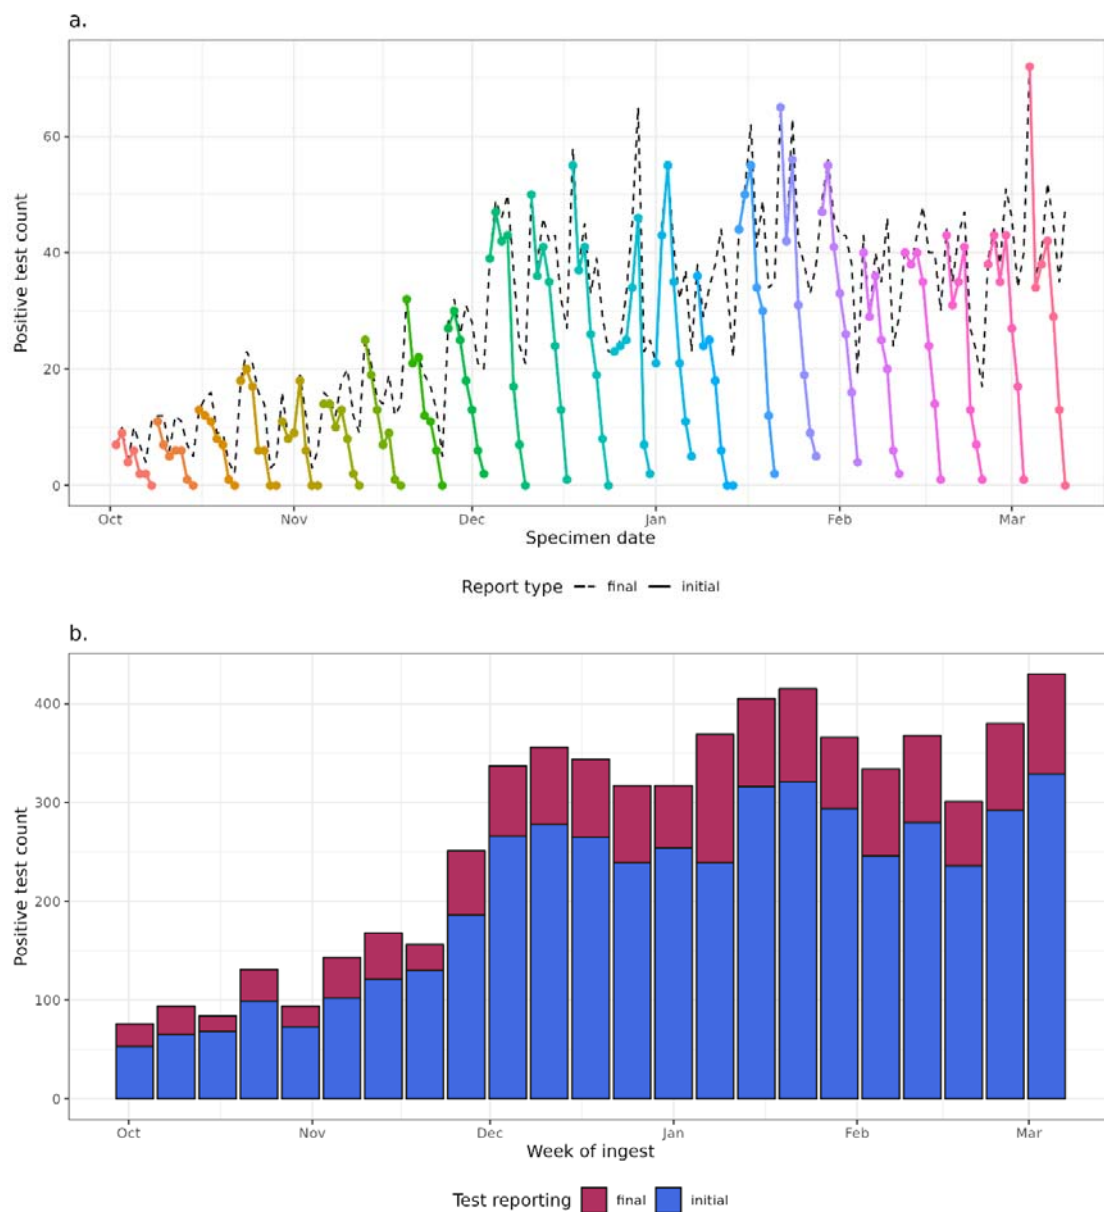 a.
Positive test count
60
40
20
0
Oct Nov Dec Jan Feb Mar
Specimen date
Report type final initial
b.
Positive test count
400
300
200
100
0
Oct Nov Dec Jan Feb Mar
Week of ingest
Test reporting final initial